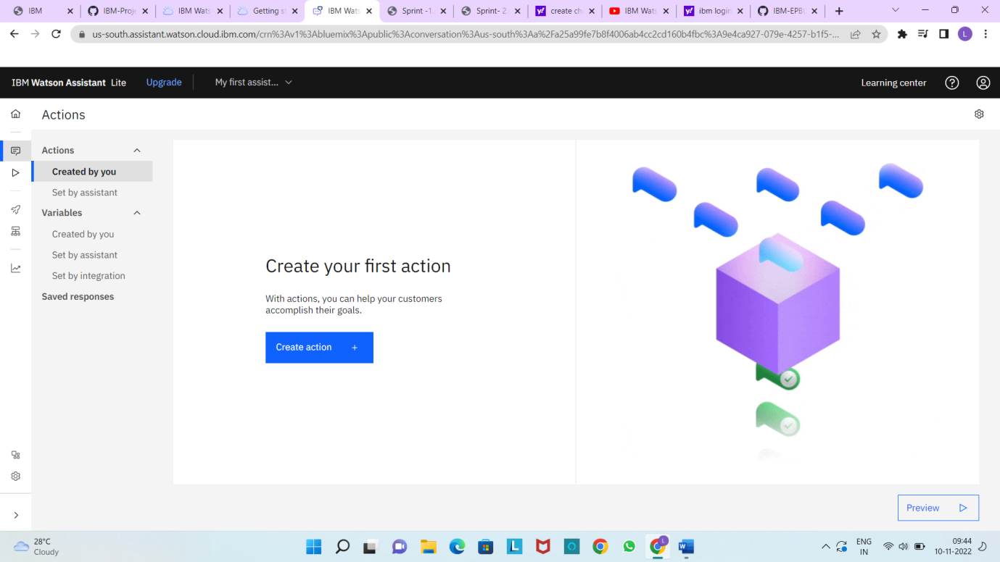 IBM
IBM-Proje
IBM Wats
Getting st
IBM Wats
Sprint -1
Sprint- 2
create ch
IBM Wats
ibm login
IBM-EPBL
us-south.assistant.watson.cloud.ibm.com/crn%3Av1%3Abluemix%3Apublic%3Aconversation%3Aus-south%3Aa%2Fa25a99fe7b8f4006ab4cc2cd160b4fbc%3A9e4ca927-079e-4257-b1f5-...
L
IBM Watson Assistant Lite
Upgrade
My first assist...
Learning center
Actions
Actions
Created by you
Set by assistant
Variables
Created by you
Set by assistant
Set by integration
Saved responses
Create your first action
With actions, you can help your customers
accomplish their goals.
Create action +
Preview
28°C
Cloudy
ENG
IN
09:44
10-11-2022